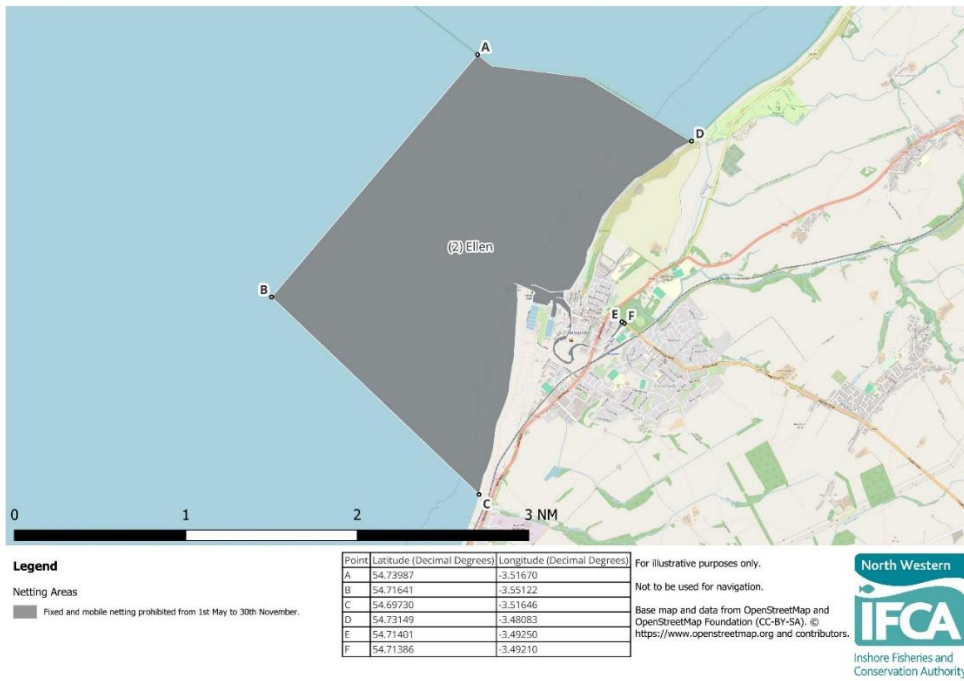 A
D
(2) Ellen
B
E F
C
0 1 2 3 NM
Legend
Netting Areas
Fixed and mobile netting prohibited from 1st May to 30th November.
Point Latitude (Decimal Degrees) Longitude (Decimal Degrees)
A 54.73987 -3.51670
B 54.71641 -3.55122
C 54.69730 -3.51646
D 54.73149 -3.48083
E 54.71401 -3.49250
F 54.71386 -3.49210
For illustrative purposes only.
Not to be used for navigation.
Base map and data from OpenStreetMap and
OpenStreetMap Foundation (CC-BY-SA). ©
https://www.openstreetmap.org and contributors.
North Western
IFCA
Inshore Fisheries and
Conservation Authority